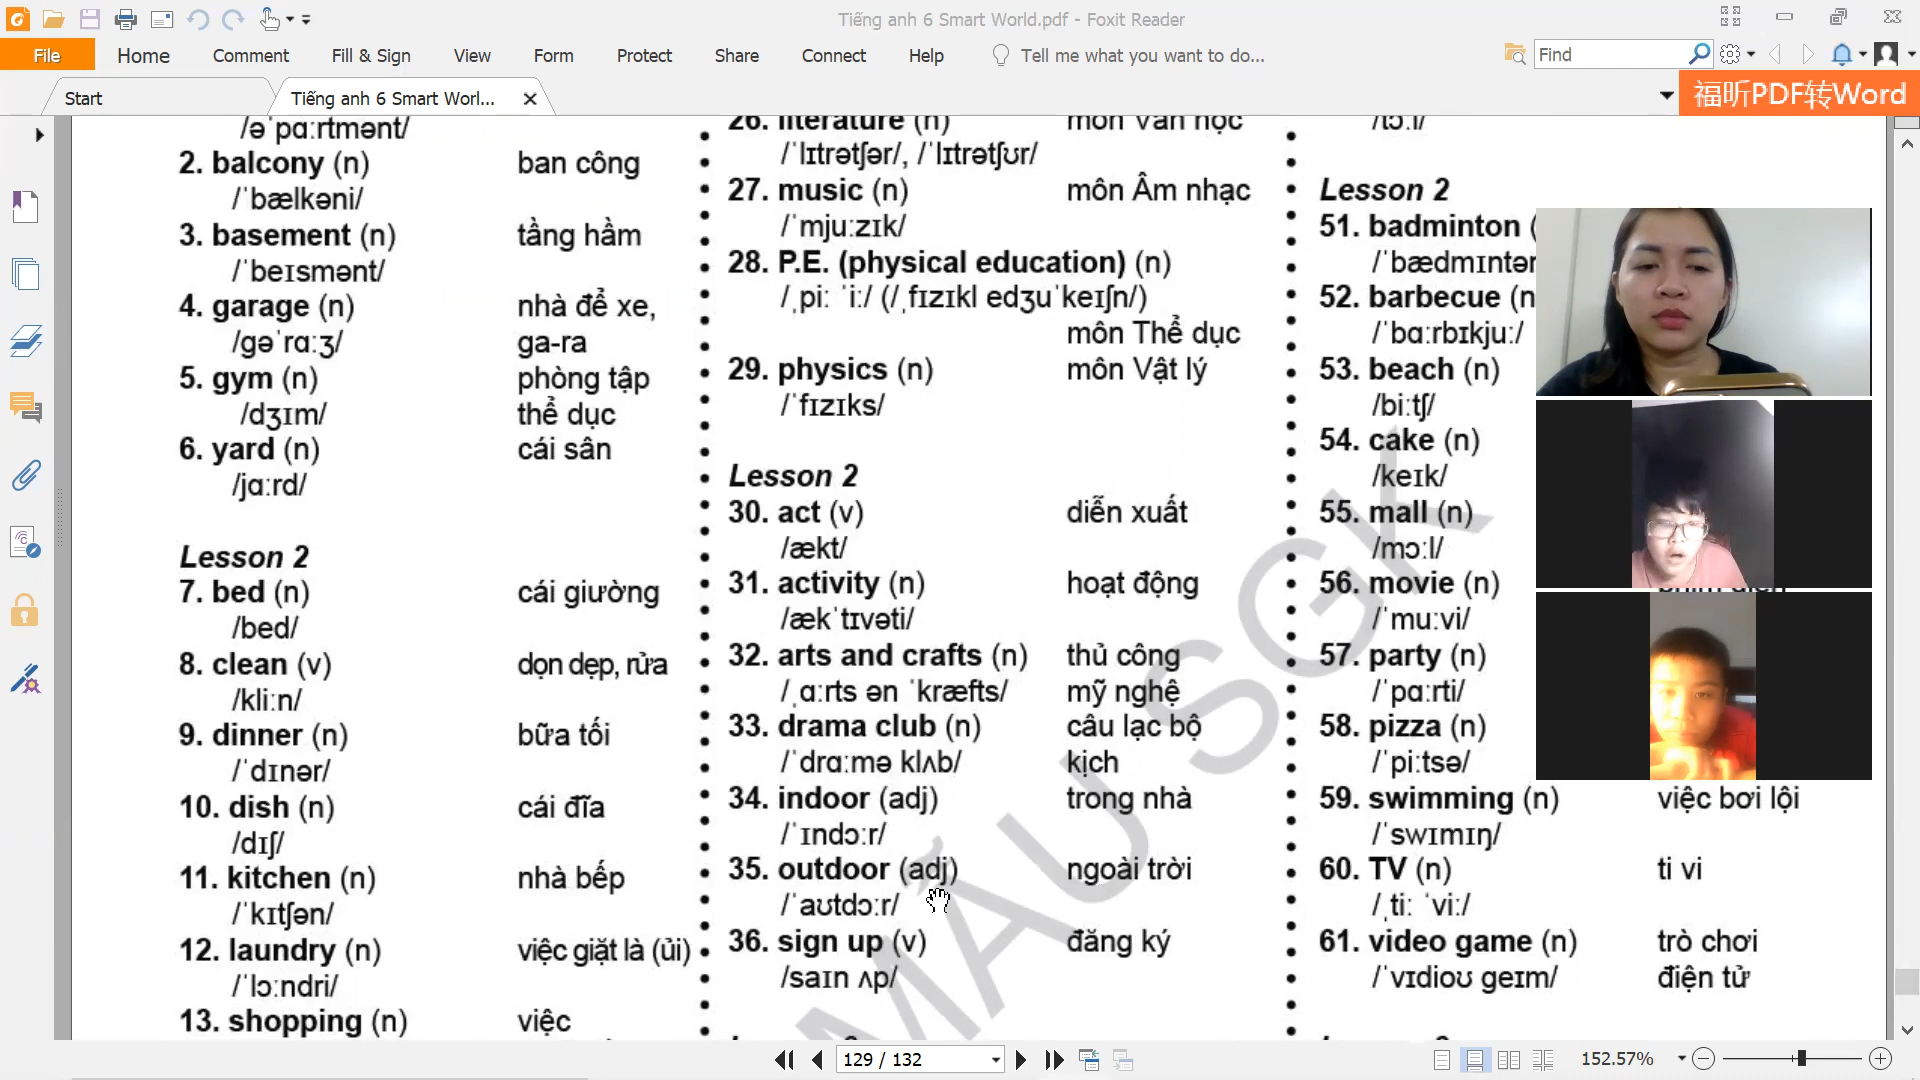 Tiếng anh 6 Smart World.pdf - Foxit Reader
File Home Comment Fill & Sign View Form Protect Share Connect Help Tell me what you want to do... Find
Start Tiếng anh 6 Smart Worl... 福昕PDF转Word
/əˈpɑːrtmənt/
2. balcony (n) ban công
/ˈbælkəni/
3. basement (n) tầng hầm
/ˈbeɪsmənt/
4. garage (n) nhà để xe,
/ɡəˈrɑːʒ/ ga-ra
5. gym (n) phòng tập
/dʒɪm/ thể dục
6. yard (n) cái sân
/jɑːrd/
Lesson 2
7. bed (n) cái giường
/bed/
8. clean (v) dọn dẹp, rửa
/kliːn/
9. dinner (n) bữa tối
/ˈdɪnər/
10. dish (n) cái đĩa
/dɪʃ/
11. kitchen (n) nhà bếp
/ˈkɪtʃən/
12. laundry (n) việc giặt là (ủi)
/ˈlɔːndri/
13. shopping (n) việc
26. literature (n) môn Văn học
/ˈlɪtrətʃər/, /ˈlɪtrətʃʊr/
27. music (n) môn Âm nhạc
/ˈmjuːzɪk/
28. P.E. (physical education) (n)
/ˌpiː ˈiː/ (/ˌfɪzɪkl edʒuˈkeɪʃn/)
môn Thể dục
29. physics (n) môn Vật lý
/ˈfɪzɪks/
Lesson 2
30. act (v) diễn xuất
/ækt/
31. activity (n) hoạt động
/ækˈtɪvəti/
32. arts and crafts (n) thủ công
/ˌɑːrts ən ˈkræfts/ mỹ nghệ
33. drama club (n) câu lạc bộ
/ˈdrɑːmə klʌb/ kịch
34. indoor (adj) trong nhà
/ˈɪndɔːr/
35. outdoor (adj) ngoài trời
/ˈaʊtdɔːr/
36. sign up (v) đăng ký
/saɪn ʌp/
/tɔːl/
Lesson 2
51. badminton (
/ˈbædmɪntən
52. barbecue (n
/ˈbɑːrbɪkjuː/
53. beach (n)
/biːtʃ/
54. cake (n)
/keɪk/
55. mall (n)
/mɔːl/
56. movie (n) phim điện
/ˈmuːvi/
57. party (n)
/ˈpɑːrti/
58. pizza (n)
/ˈpiːtsə/
59. swimming (n) việc bơi lội
/ˈswɪmɪŋ/
60. TV (n) ti vi
/ˌtiː ˈviː/
61. video game (n) trò chơi
/ˈvɪdioʊ ɡeɪm/ điện tử
MẪU SGK
129 / 132 152.57%